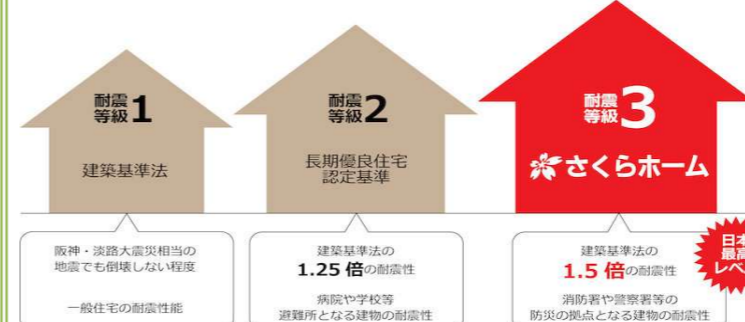 耐震
等級1
建築基準法
耐震
等級2
長期優良住宅
認定基準
耐震
等級3
さくらホーム
阪神・淡路大震災相当の
地震でも倒壊しない程度
一般住宅の耐震性能
建築基準法の
1.25 倍の耐震性
病院や学校等
避難所となる建物の耐震性
建築基準法の
1.5 倍の耐震性
消防署や警察署等の
防災の拠点となる建物の耐震性
日本
最高
レベ